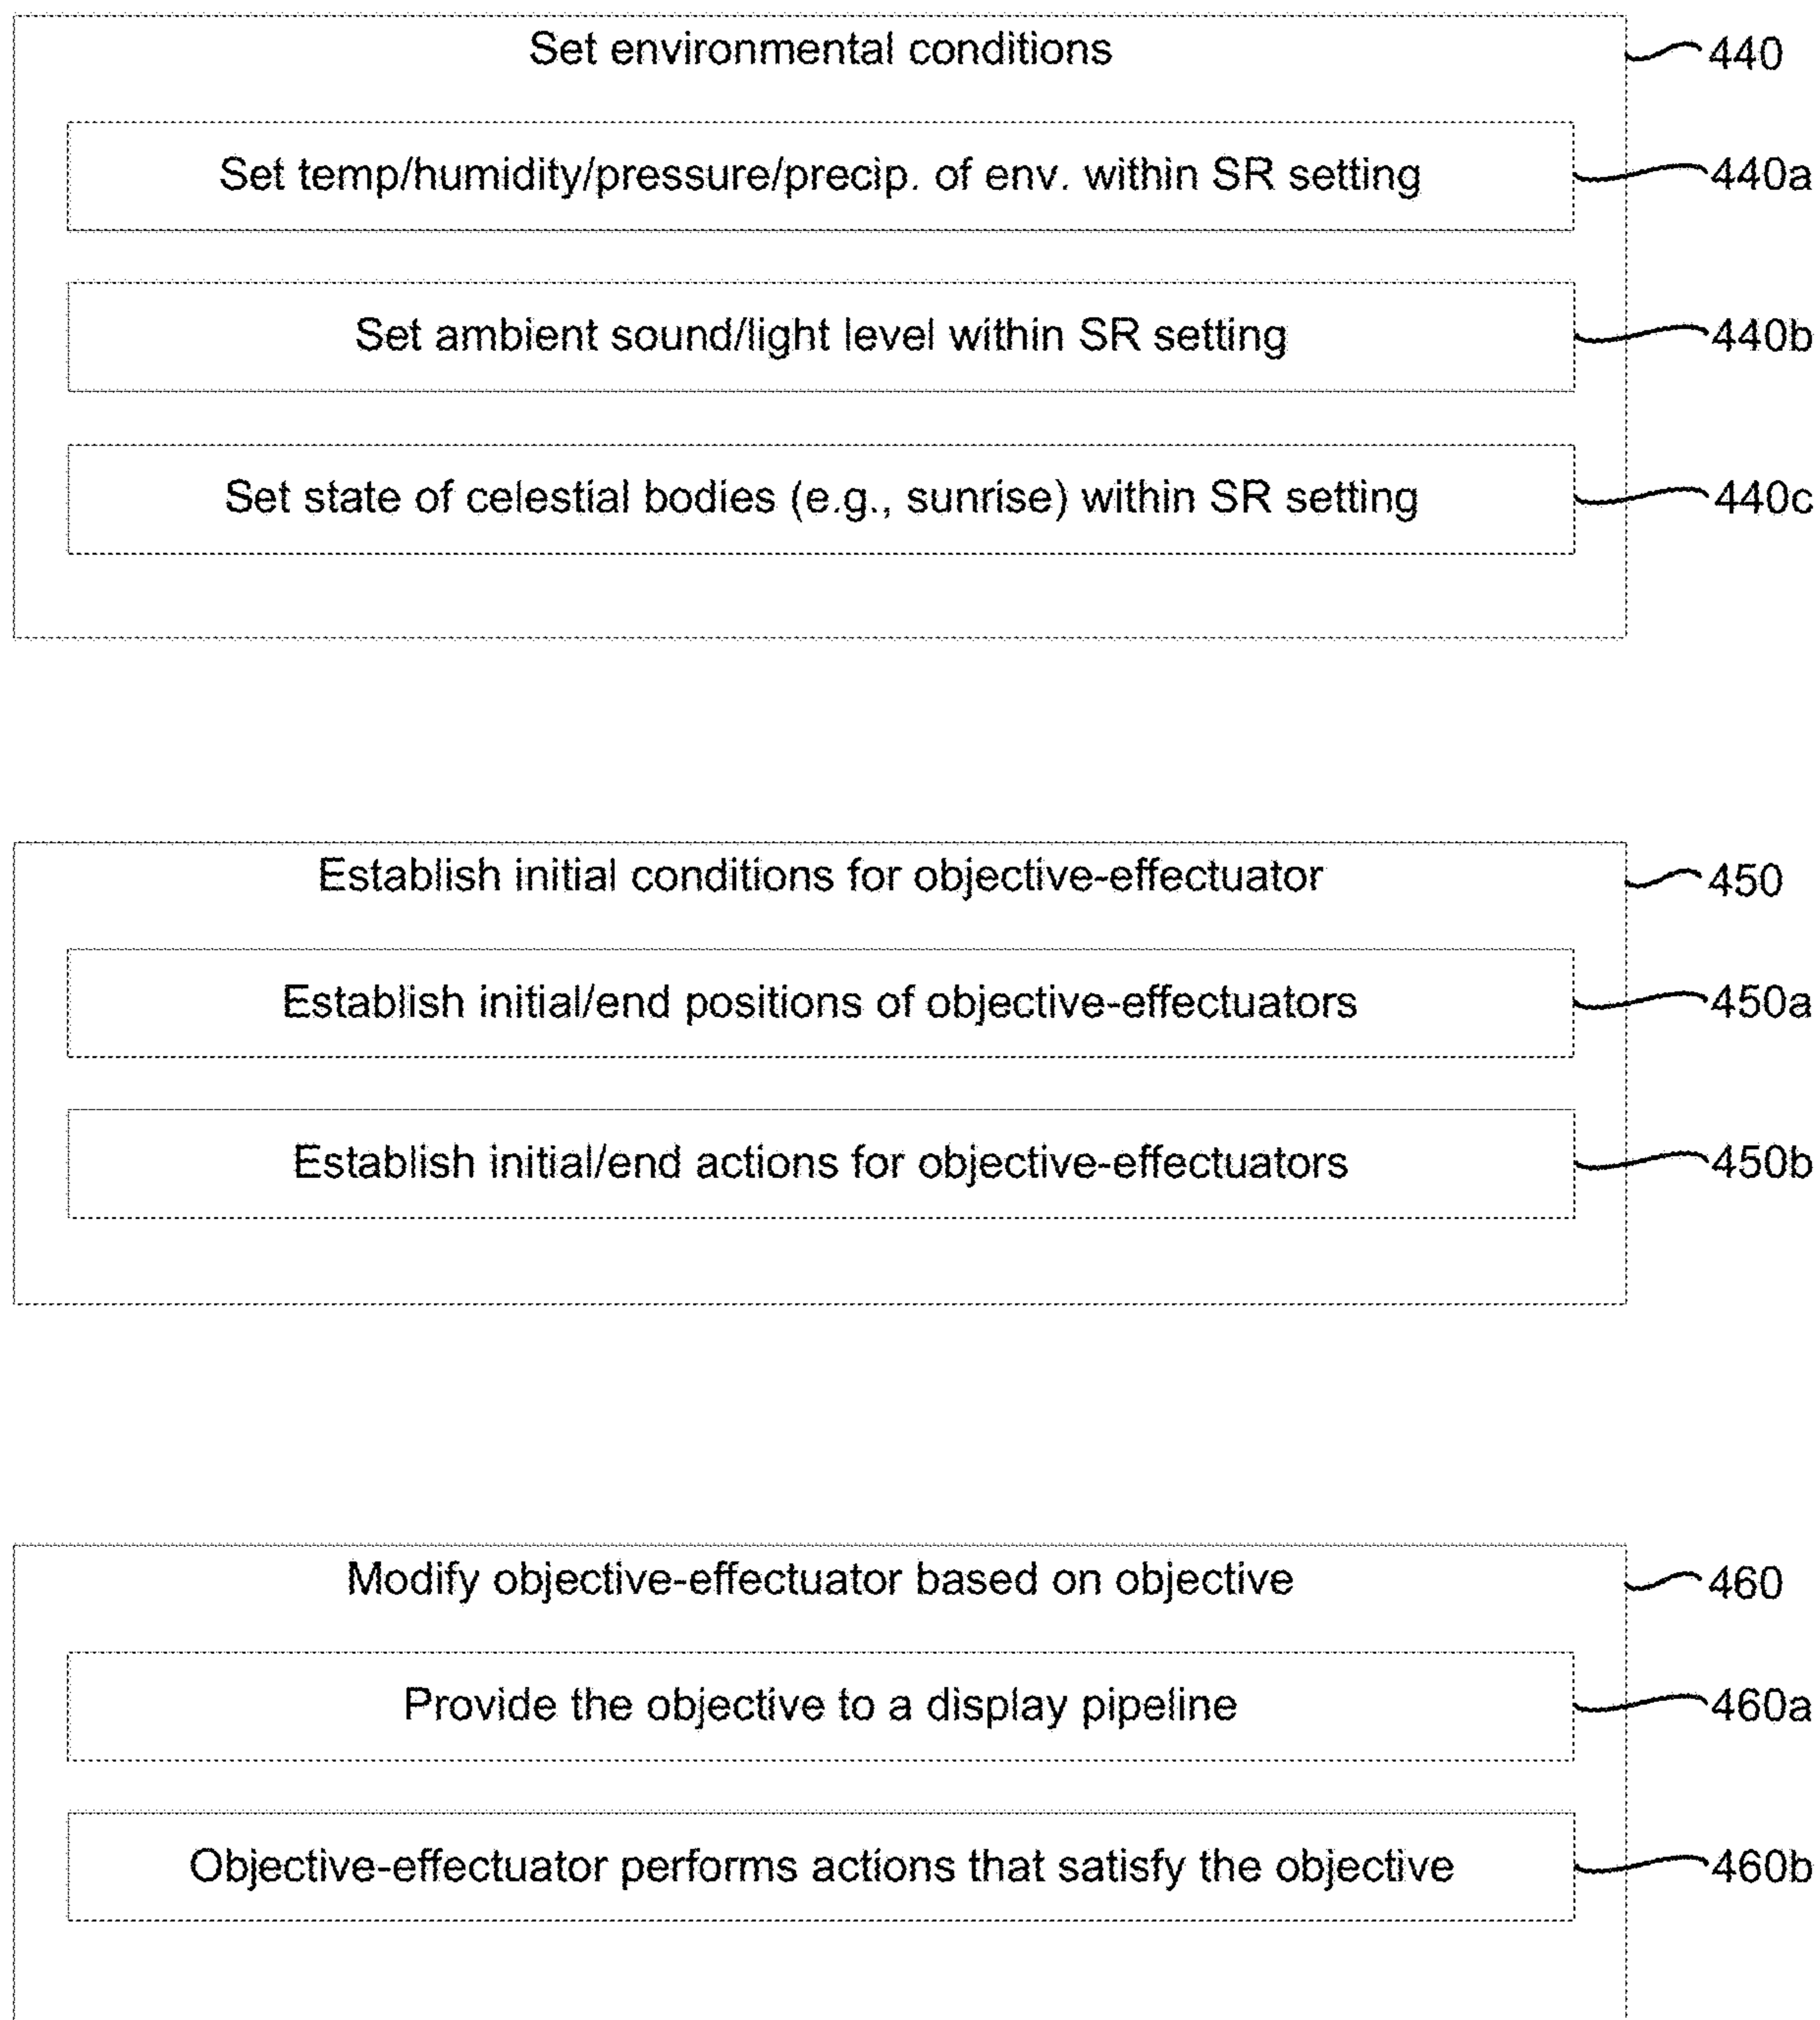 Set environmental conditions 440
Set temp/humidity/pressure/precip. of env. within SR setting 440a
Set ambient sound/light level within SR setting 440b
Set state of celestial bodies (e.g., sunrise) within SR setting 440c
Establish initial conditions for objective-effectuator 450
Establish initial/end positions of objective-effectuators 450a
Establish initial/end actions for objective-effectuators 450b
Modify objective-effectuator based on objective 460
Provide the objective to a display pipeline 460a
Objective-effectuator performs actions that satisfy the objective 460b